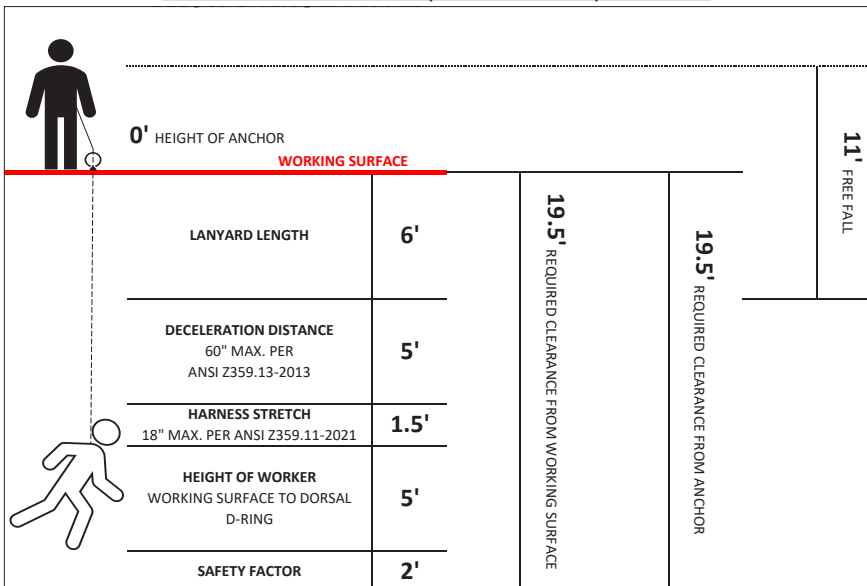 0' HEIGHT OF ANCHOR
WORKING SURFACE
LANYARD LENGTH
6'
DECELERATION DISTANCE
60" MAX. PER
ANSI Z359.13-2013
5'
HARNESS STRETCH
18" MAX. PER ANSI Z359.11-2021
1.5'
HEIGHT OF WORKER
WORKING SURFACE TO DORSAL
D-RING
5'
SAFETY FACTOR
2'
19.5' REQUIRED CLEARANCE FROM WORKING SURFACE
19.5' REQUIRED CLEARANCE FROM ANCHOR
11' FREE FALL